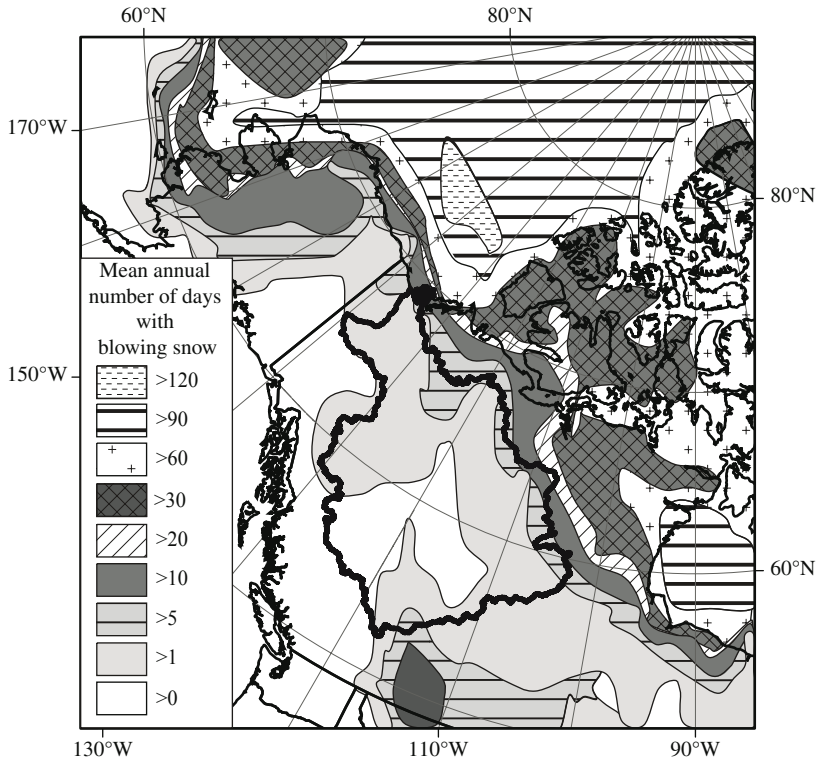 60°N
80°N
170°W
80°N
Mean annual
number of days
with
blowing snow
>120
150°W
>90
>60
>30
>20
>10
60°N
>5
>1
>0
130°W
110°W
90°W